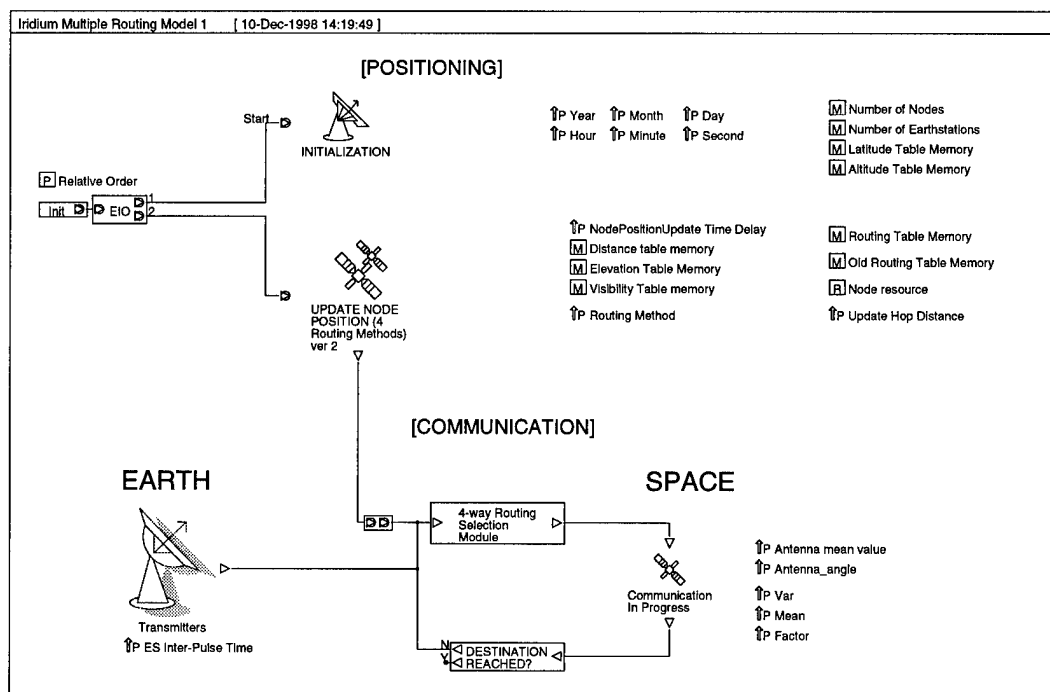 Iridium Multiple Routing Model 1 [ 10-Dec-1998 14:19:49 ]
[POSITIONING]
Start
INITIALIZATION
P Year P Month P Day
P Hour P Minute P Second
M Number of Nodes
M Number of Earthstations
M Latitude Table Memory
M Altitude Table Memory
P Relative Order
Init D D EIO D 1
D 2
D
D
UPDATE NODE
POSITION (4
Routing Methods)
ver 2
P NodePositionUpdate Time Delay
M Distance table memory
M Elevation Table Memory
M Visibility Table memory
P Routing Method
M Routing Table Memory
M Old Routing Table Memory
R Node resource
P Update Hop Distance
[COMMUNICATION]
EARTH
SPACE
D D
4-way Routing
Selection
Module
Transmitters
P ES Inter-Pulse Time
Communication
In Progress
P Antenna mean value
P Antenna_angle
P Var
P Mean
P Factor
N DESTINATION
Y REACHED?